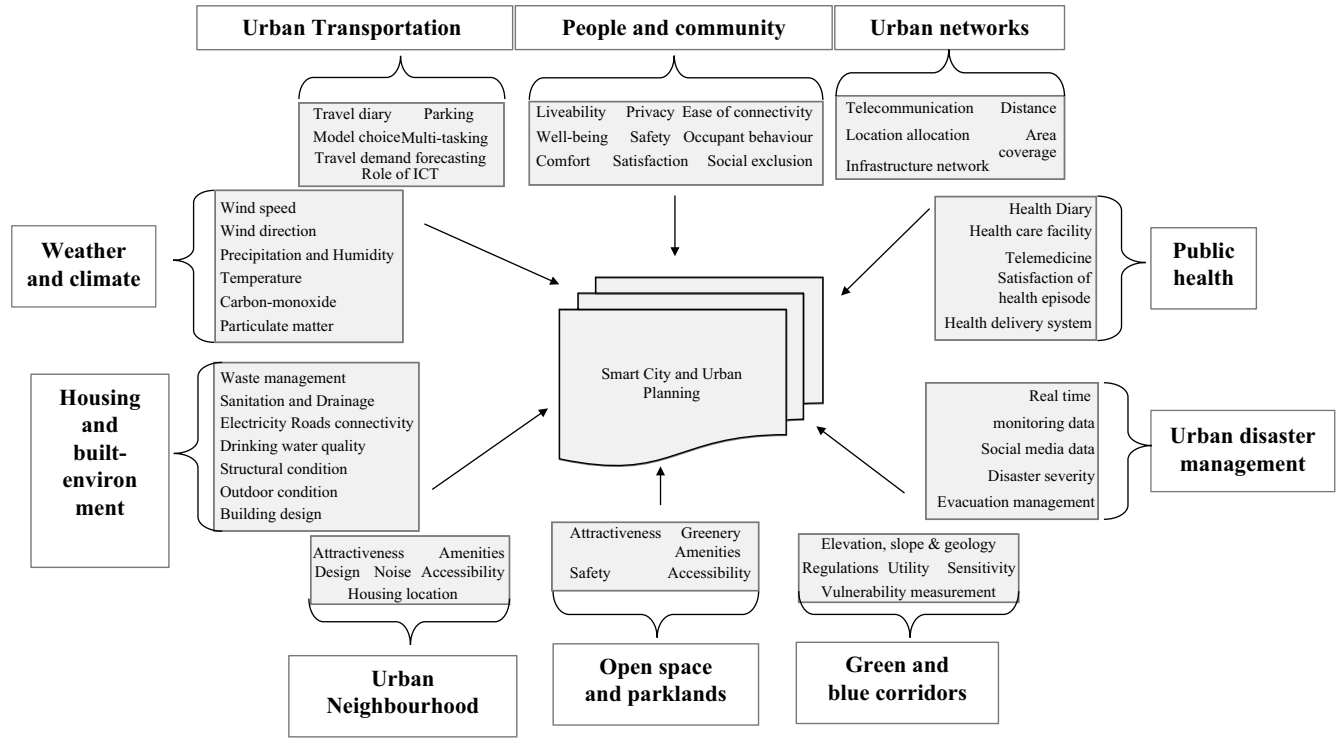 Urban Transportation
People and community
Urban networks
Travel diary Parking
Model choiceMulti-tasking
Travel demand forecasting
Role of ICT
Liveability Privacy Ease of connectivity
Well-being Safety Occupant behaviour
Comfort Satisfaction Social exclusion
Telecommunication Distance
Location allocation Area
coverage
Infrastructure network
Weather
and climate
Wind speed
Wind direction
Precipitation and Humidity
Temperature
Carbon-monoxide
Particulate matter
Health Diary
Health care facility
Telemedicine
Satisfaction of
health episode
Health delivery system
Public
health
Smart City and Urban
Planning
Housing
and
built-
environ
ment
Waste management
Sanitation and Drainage
Electricity Roads connectivity
Drinking water quality
Structural condition
Outdoor condition
Building design
Real time
monitoring data
Social media data
Disaster severity
Evacuation management
Urban disaster
management
Attractiveness Amenities
Design Noise Accessibility
Housing location
Attractiveness Greenery
Amenities
Safety Accessibility
Elevation, slope & geology
Regulations Utility Sensitivity
Vulnerability measurement
Urban
Neighbourhood
Open space
and parklands
Green and
blue corridors